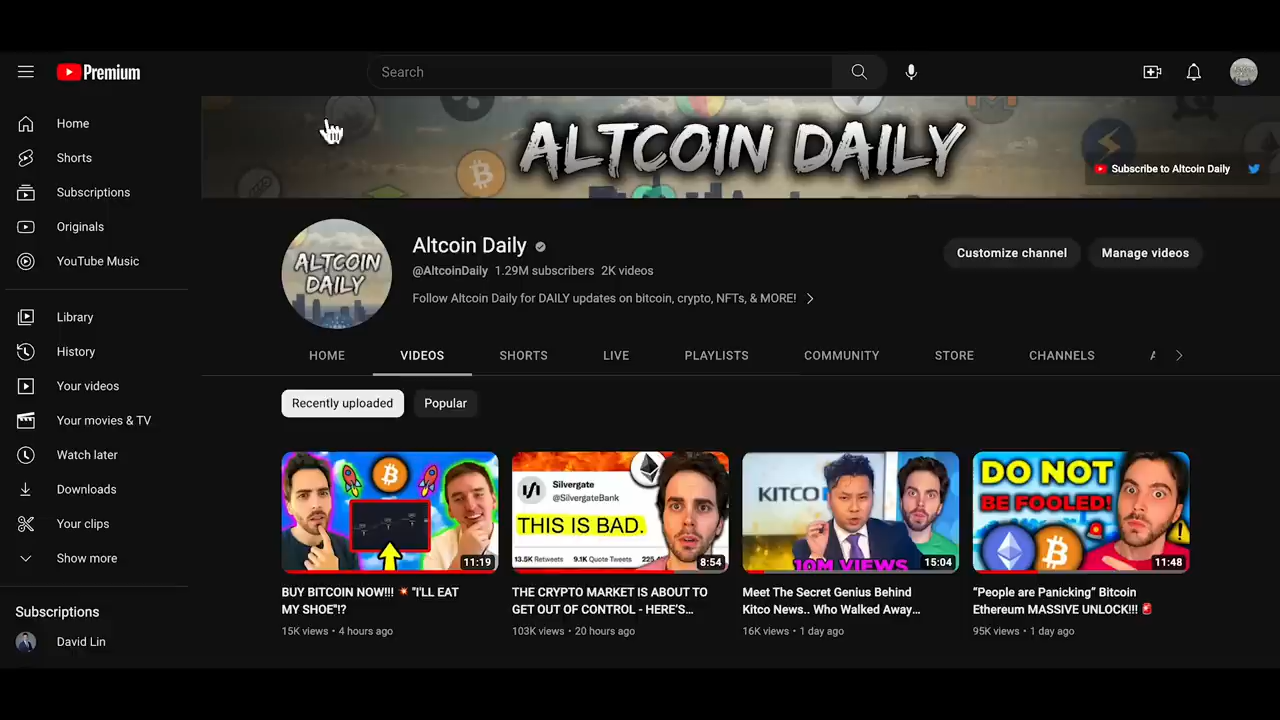 Premium
Search
ALTCOIN DAILY
Subscribe to Altcoin Daily
Home
Shorts
Subscriptions
Originals
YouTube Music
Library
History
Your videos
Your movies & TV
Watch later
Downloads
Your clips
Show more
Subscriptions
David Lin
ALTCOIN
DAILY
Altcoin Daily
@AltcoinDaily 1.29M subscribers 2K videos
Follow Altcoin Daily for DAILY updates on bitcoin, crypto, NFTs, & MORE!
Customize channel
Manage videos
HOME VIDEOS SHORTS LIVE PLAYLISTS COMMUNITY STORE CHANNELS
Recently uploaded Popular
11:19
BUY BITCOIN NOW!!! 💥 "I'LL EAT
MY SHOE"!?
15K views • 4 hours ago
Silvergate
@SilvergateBank
THIS IS BAD.
13.5K Retweets 9.1K Quote Tweets
8:54
THE CRYPTO MARKET IS ABOUT TO
GET OUT OF CONTROL - HERE'S...
103K views • 20 hours ago
KITCO
10M VIEWS
15:04
Meet The Secret Genius Behind
Kitco News.. Who Walked Away...
16K views • 1 day ago
DO NOT
BE FOOLED!
11:48
“People are Panicking” Bitcoin
Ethereum MASSIVE UNLOCK!!! 🚨
95K views • 1 day ago